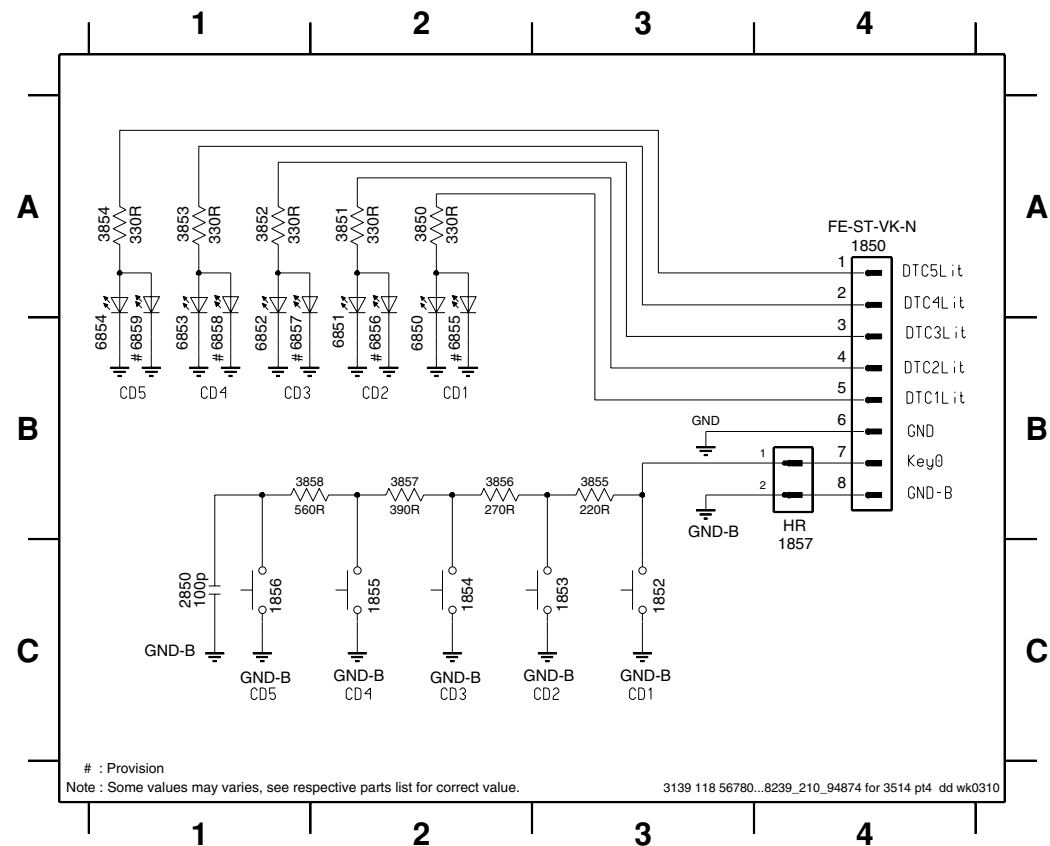 1 2 3 4
A A
3854 330R 3853 330R 3852 330R 3851 330R 3850 330R
FE-ST-VK-N
1850
1 DTC5Lit
2 DTC4Lit
3 DTC3Lit
4 DTC2Lit
5 DTC1Lit
6 GND
7 Key0
8 GND-B
6854 # 6859 6853 # 6858 6852 # 6857 6851 # 6856 6850 # 6855
CD5 CD4 CD3 CD2 CD1
B B
GND
1
2
GND-B
HR
1857
3858 3857 3856 3855
560R 390R 270R 220R
2850 100p 1856 1855 1854 1853 1852
C C
GND-B
GND-B GND-B GND-B GND-B GND-B
CD5 CD4 CD3 CD2 CD1
# : Provision
Note : Some values may varies, see respective parts list for correct value.
3139 118 56780...8239_210_94874 for 3514 pt4 dd wk0310
1 2 3 4